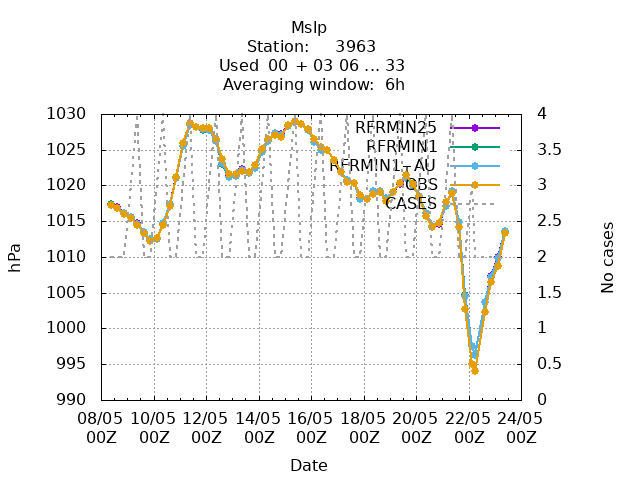 Mslp
Station: 3963
Used 00 + 03 06 ... 33
Averaging window: 6h
1030
1025
1020
1015
1010
1005
1000
995
990
hPa
4
3.5
3
2.5
2
1.5
1
0.5
0
No cases
RFRMIN25
RFRMIN1
RFRMIN1-AU
OBS
CASES
08/05 10/05 12/05 14/05 16/05 18/05 20/05 22/05 24/05
00Z 00Z 00Z 00Z 00Z 00Z 00Z 00Z 00Z
Date